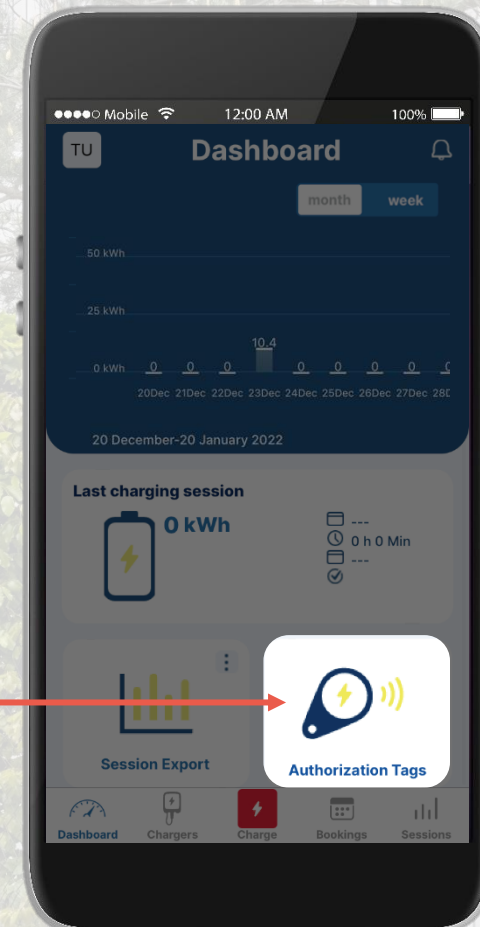 Mobile 12:00 AM 100%
TU Dashboard
month week
50 kWh
25 kWh
10.4
0 kWh 0 0 0 0 0 0 0 0
20Dec 21Dec 22Dec 23Dec 24Dec 25Dec 26Dec 27Dec
20 December-20 January 2022
Last charging session
0 kWh
---
0 h 0 Min
---
Session Export
Authorization Tags
Dashboard Chargers Charge Bookings Sessions